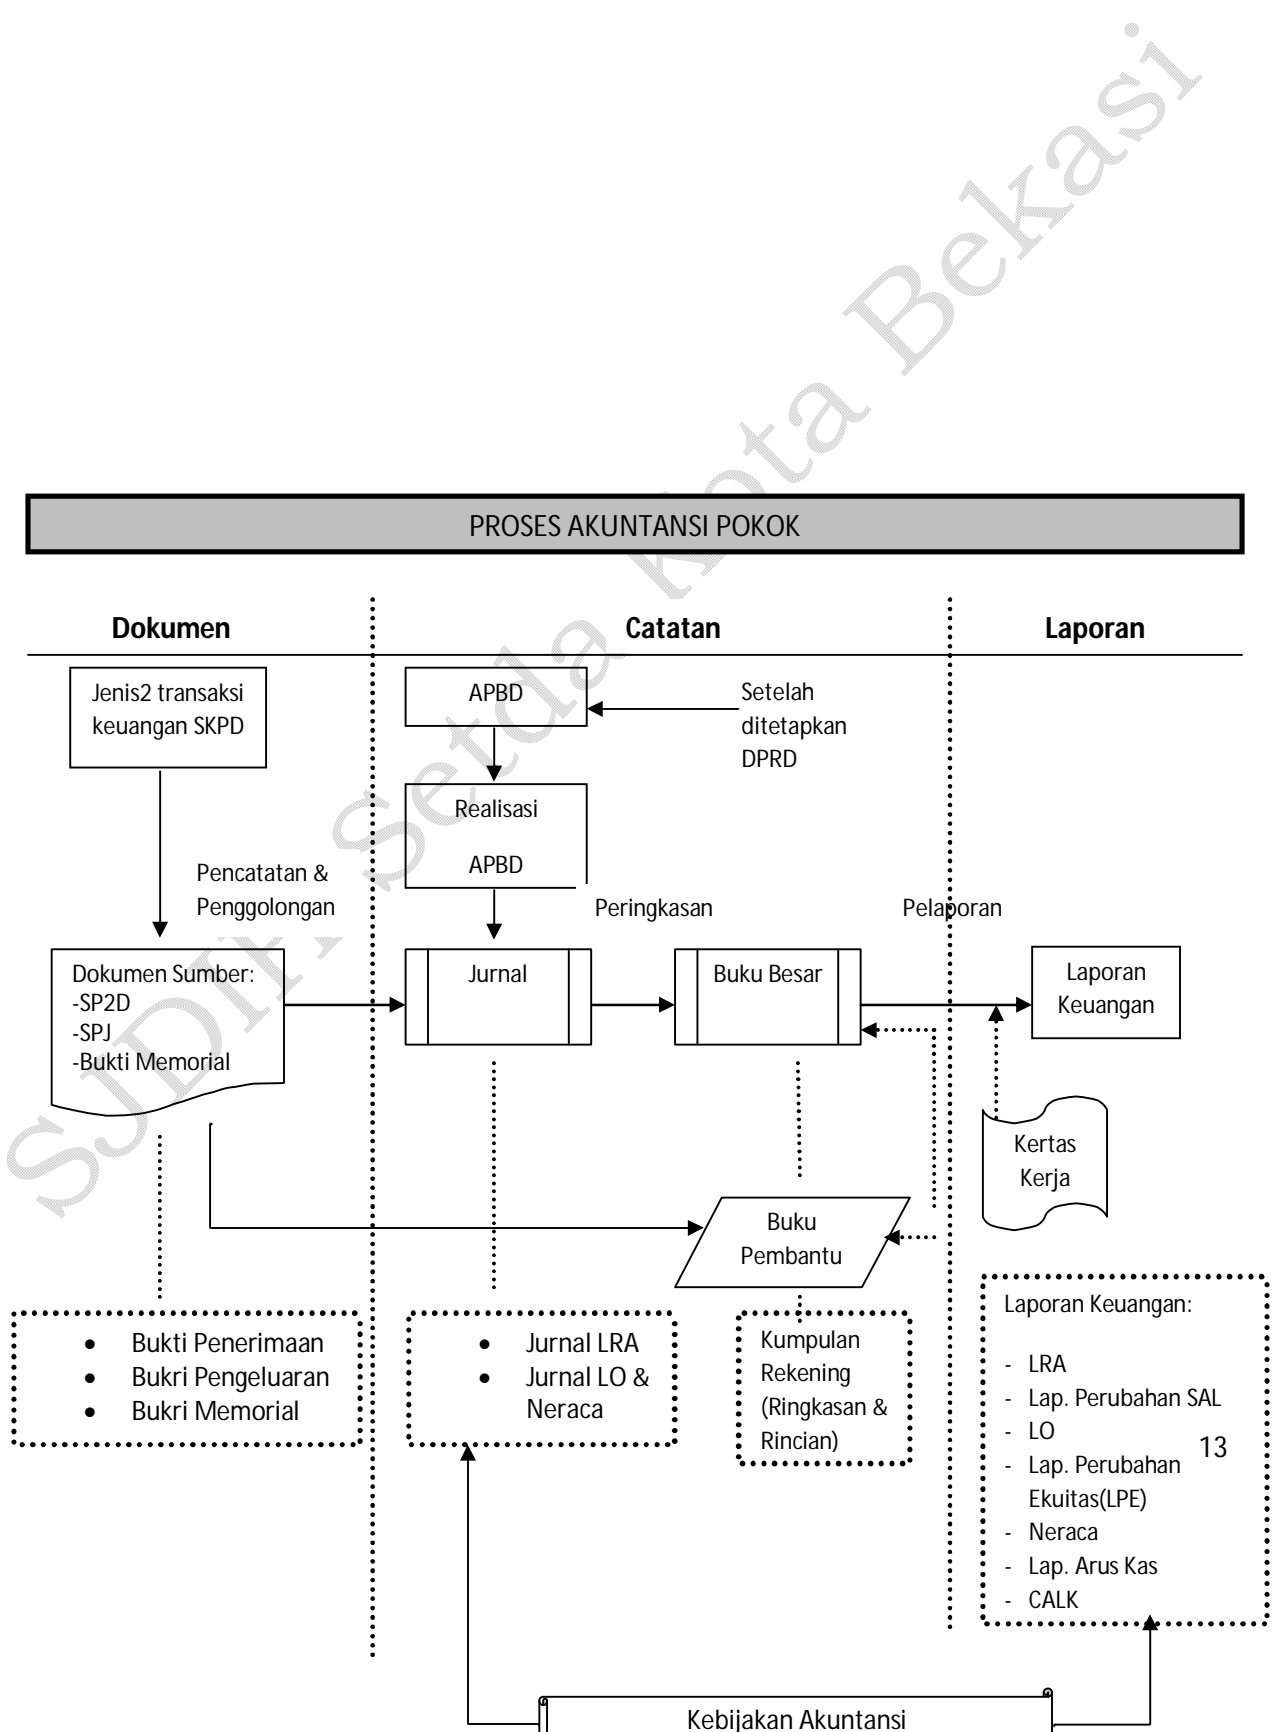 PROSES AKUNTANSI POKOK
Dokumen
Catatan
Laporan
Jenis2 transaksi
keuangan SKPD
APBD
Setelah
ditetapkan
DPRD
Realisasi
APBD
Pencatatan &
Penggolongan
Peringkasan
Pelaporan
Dokumen Sumber:
-SP2D
-SPJ
-Bukti Memorial
Jurnal
Buku Besar
Laporan
Keuangan
Kertas
Kerja
Buku
Pembantu
• Bukti Penerimaan
• Bukri Pengeluaran
• Bukri Memorial
• Jurnal LRA
• Jurnal LO &
Neraca
Kumpulan
Rekening
(Ringkasan &
Rincian)
Laporan Keuangan:
- LRA
- Lap. Perubahan SAL
- LO
- Lap. Perubahan
Ekuitas(LPE)
- Neraca
- Lap. Arus Kas
- CALK
13
Kebijakan Akuntansi
SJDIH Setda Kota Bekasi